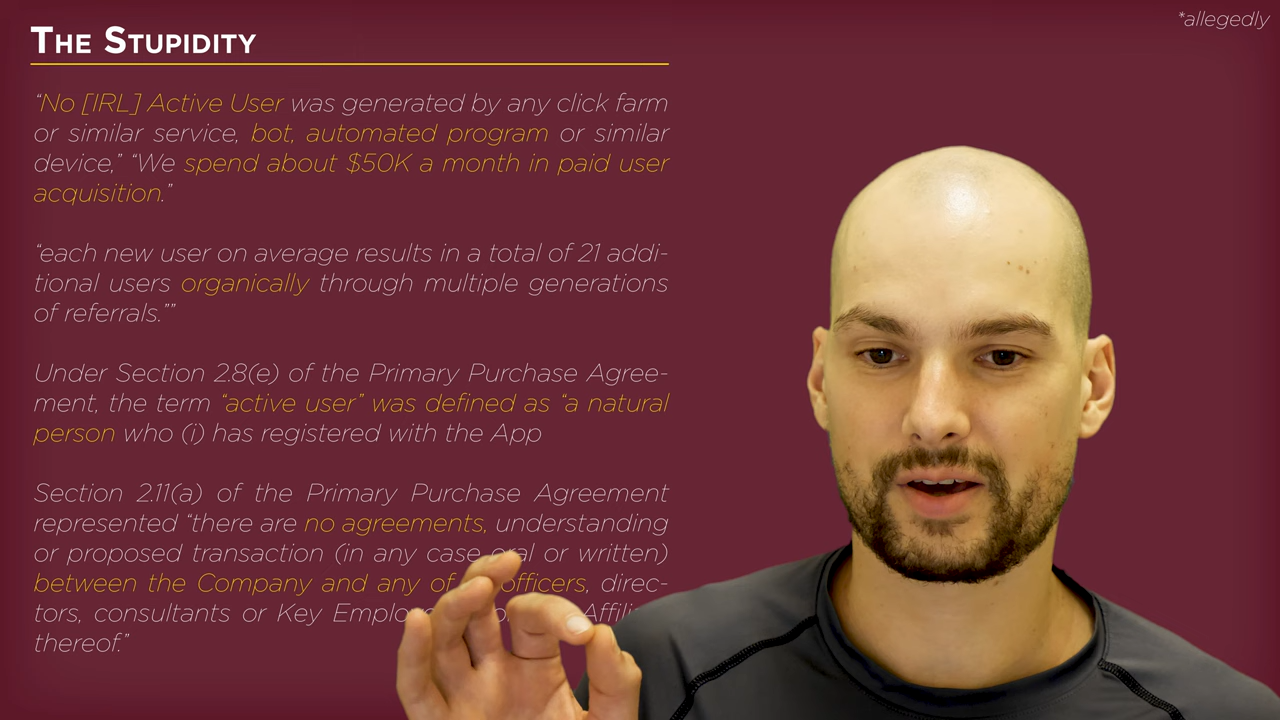 *allegedly
The Stupidity
“No [IRL] Active User was generated by any click farm
or similar service, bot, automated program or similar
device,” “We spend about $50K a month in paid user
acquisition.”
“each new user on average results in a total of 21 addi-
tional users organically through multiple generations
of referrals.””
Under Section 2.8(e) of the Primary Purchase Agree-
ment, the term “active user” was defined as “a natural
person who (i) has registered with the App
Section 2.11(a) of the Primary Purchase Agreement
represented “there are no agreements, understanding
or proposed transaction (in any case oral or written)
between the Company and any of officers, direc-
tors, consultants or Key
thereof.”